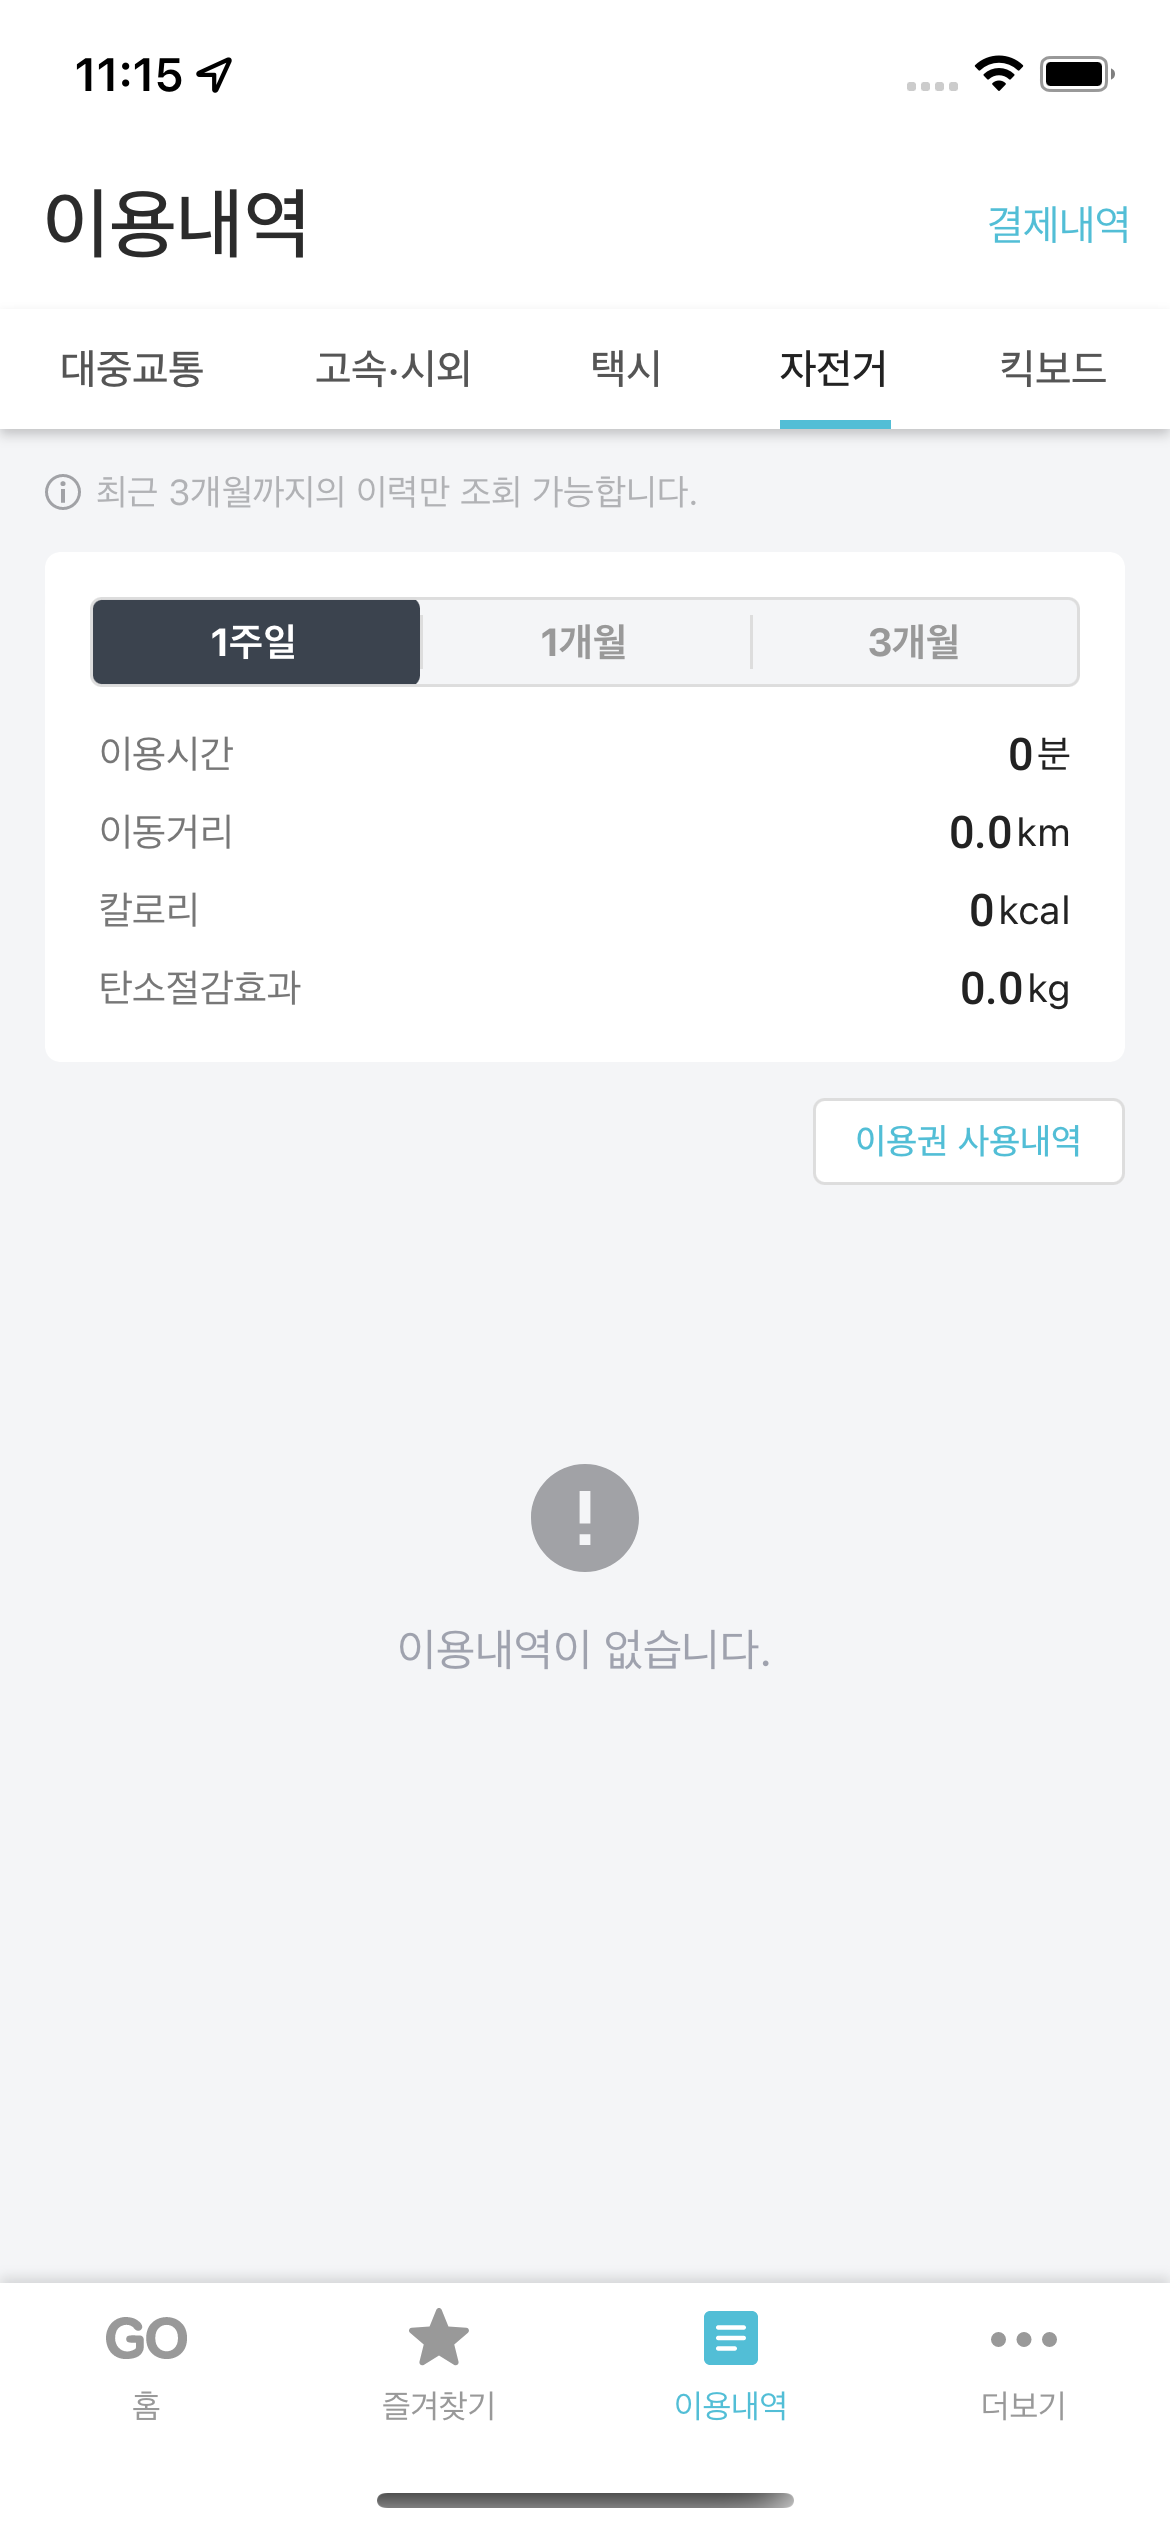 11:15
이용내역
결제내역
대중교통 고속·시외 택시 자전거 킥보드
최근 3개월까지의 이력만 조회 가능합니다.
1주일 1개월 3개월
이용시간 0분
이동거리 0.0km
칼로리 0kcal
탄소절감효과 0.0kg
이용권 사용내역
이용내역이 없습니다.
GO
홈 즐겨찾기 이용내역 더보기